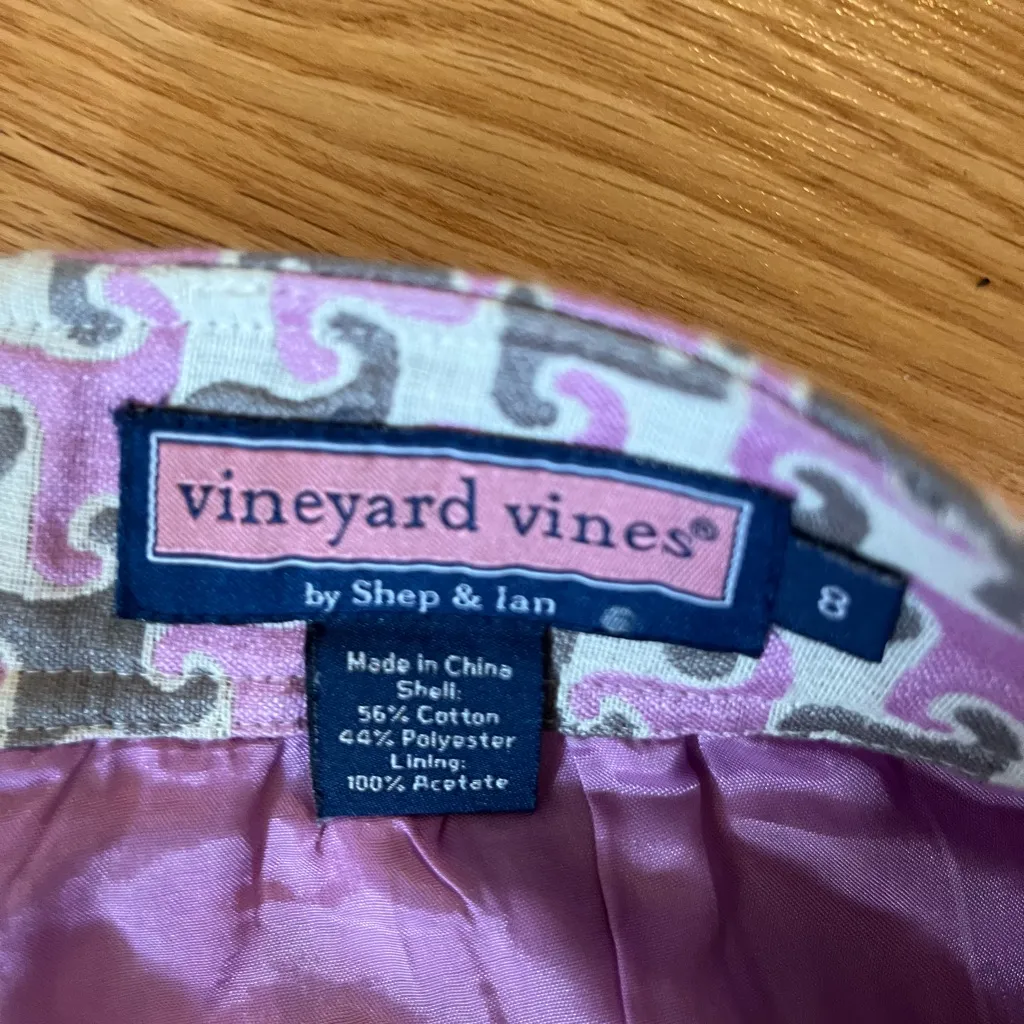 vineyard vines®
by Shep & Ian
8
Made in China
Shell:
56% Cotton
44% Polyester
Lining:
100% Acetate